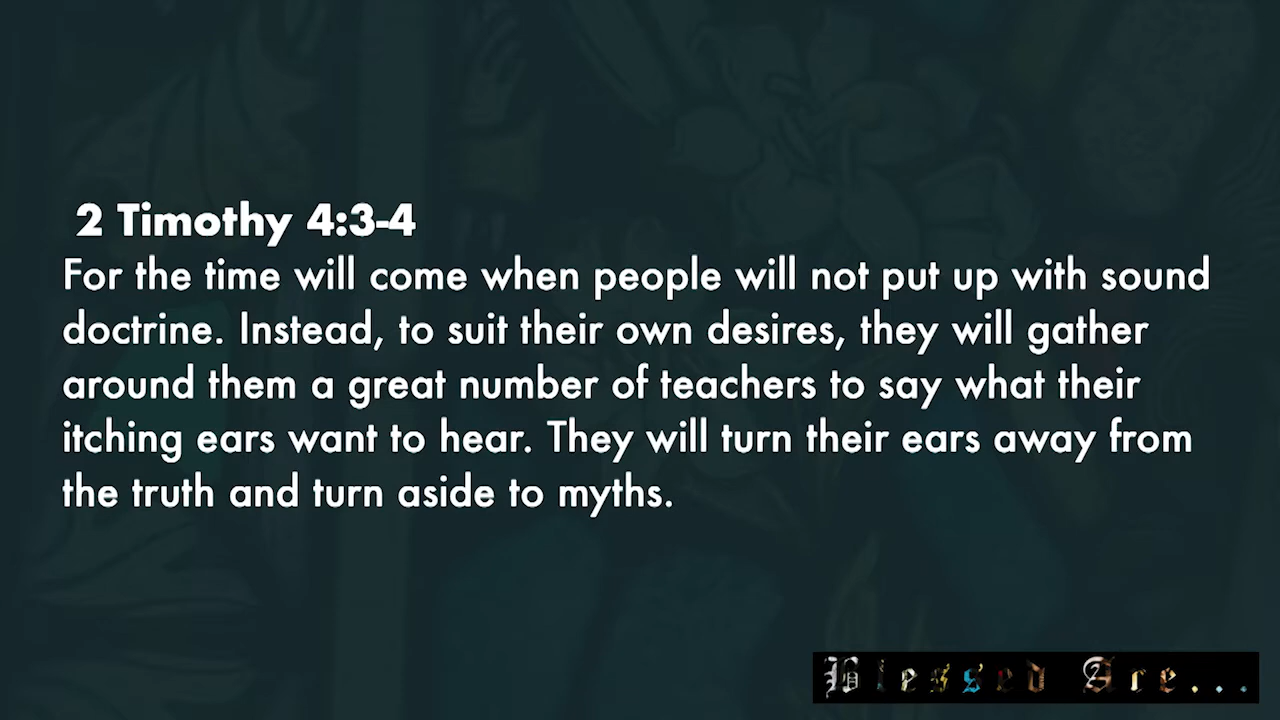 2 Timothy 4:3-4
For the time will come when people will not put up with sound
doctrine. Instead, to suit their own desires, they will gather
around them a great number of teachers to say what their
itching ears want to hear. They will turn their ears away from
the truth and turn aside to myths.
Blessed Are...